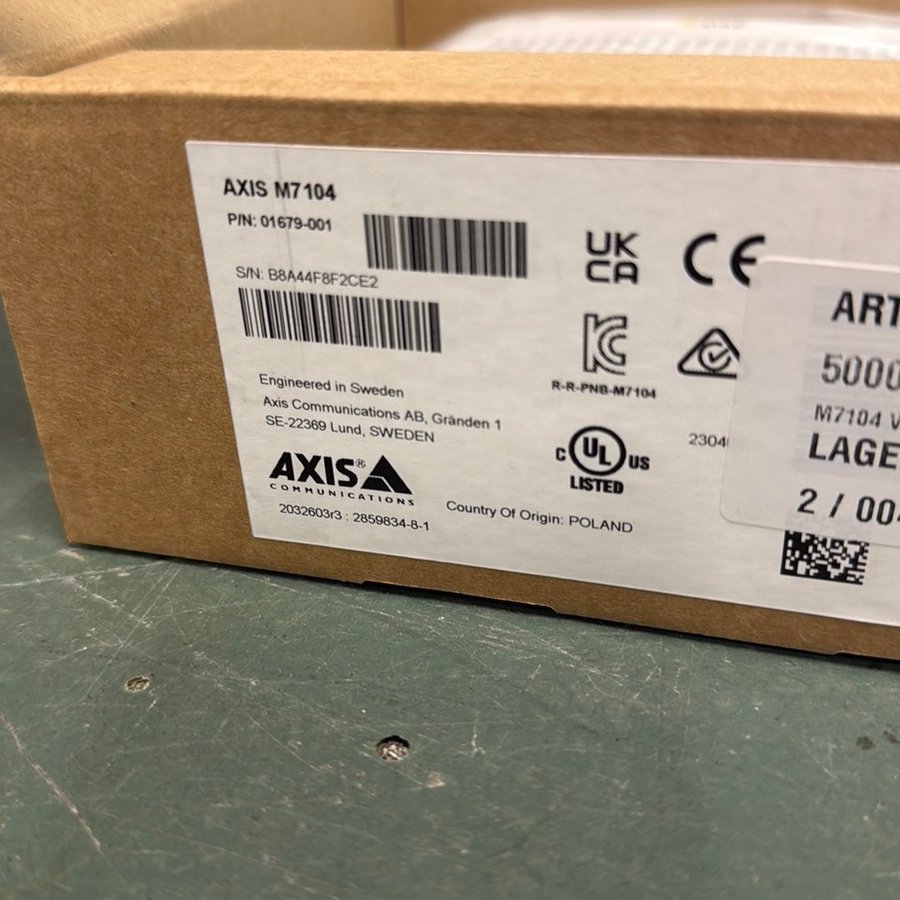 AXIS M7104
P/N: 01679-001
S/N: B8A44F8F2CE2
Engineered in Sweden
Axis Communications AB, Gränden 1
SE-22369 Lund, SWEDEN
AXIS®
COMMUNICATIONS
2032603r3 : 2859834-8-1
Country Of Origin: POLAND
UK
CA
CE
R-R-PNB-M7104
C UL US
LISTED
2304
ART
5000
M7104 V
LAGE
2 / 004